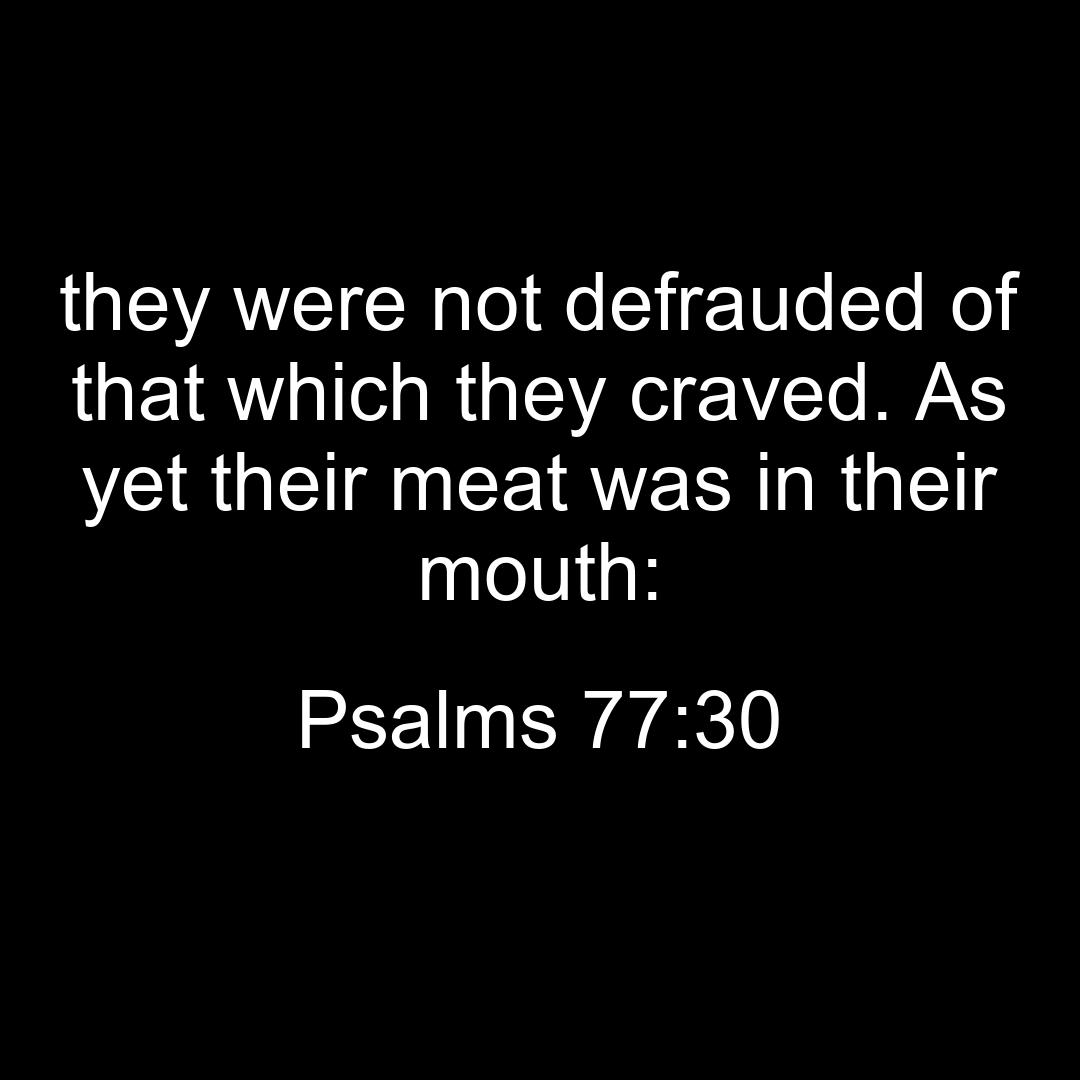 they were not defrauded of
that which they craved. As
yet their meat was in their
mouth:
Psalms 77:30